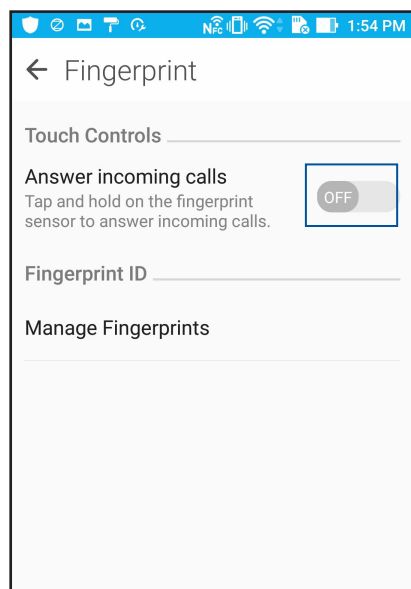 NFC 1:54 PM
Fingerprint
Touch Controls
Answer incoming calls
Tap and hold on the fingerprint
OFF
sensor to answer incoming calls.
Fingerprint ID
Manage Fingerprints